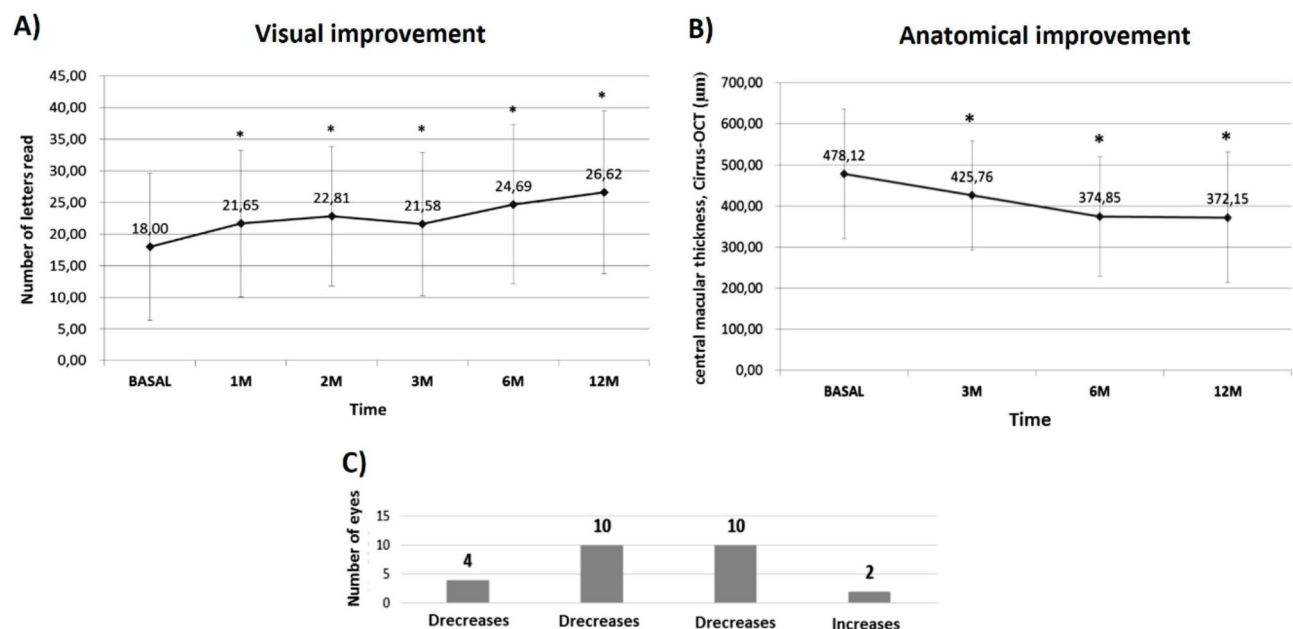 A)
Visual improvement
Number of letters read
45,00
40,00
35,00
30,00
25,00
20,00
15,00
10,00
5,00
0,00
* * * * *
18,00 21,65 22,81 21,58 24,69 26,62
BASAL 1M 2M 3M 6M 12M
Time
B)
Anatomical improvement
central macular thickness, Cirrus-OCT (μm)
700,00
600,00
500,00
400,00
300,00
200,00
100,00
0,00
* * *
478,12 425,76 374,85 372,15
BASAL 3M 6M 12M
Time
C)
Number of eyes
15
10
5
0
4 10 10 2
Drecreases Drecreases Drecreases Increases